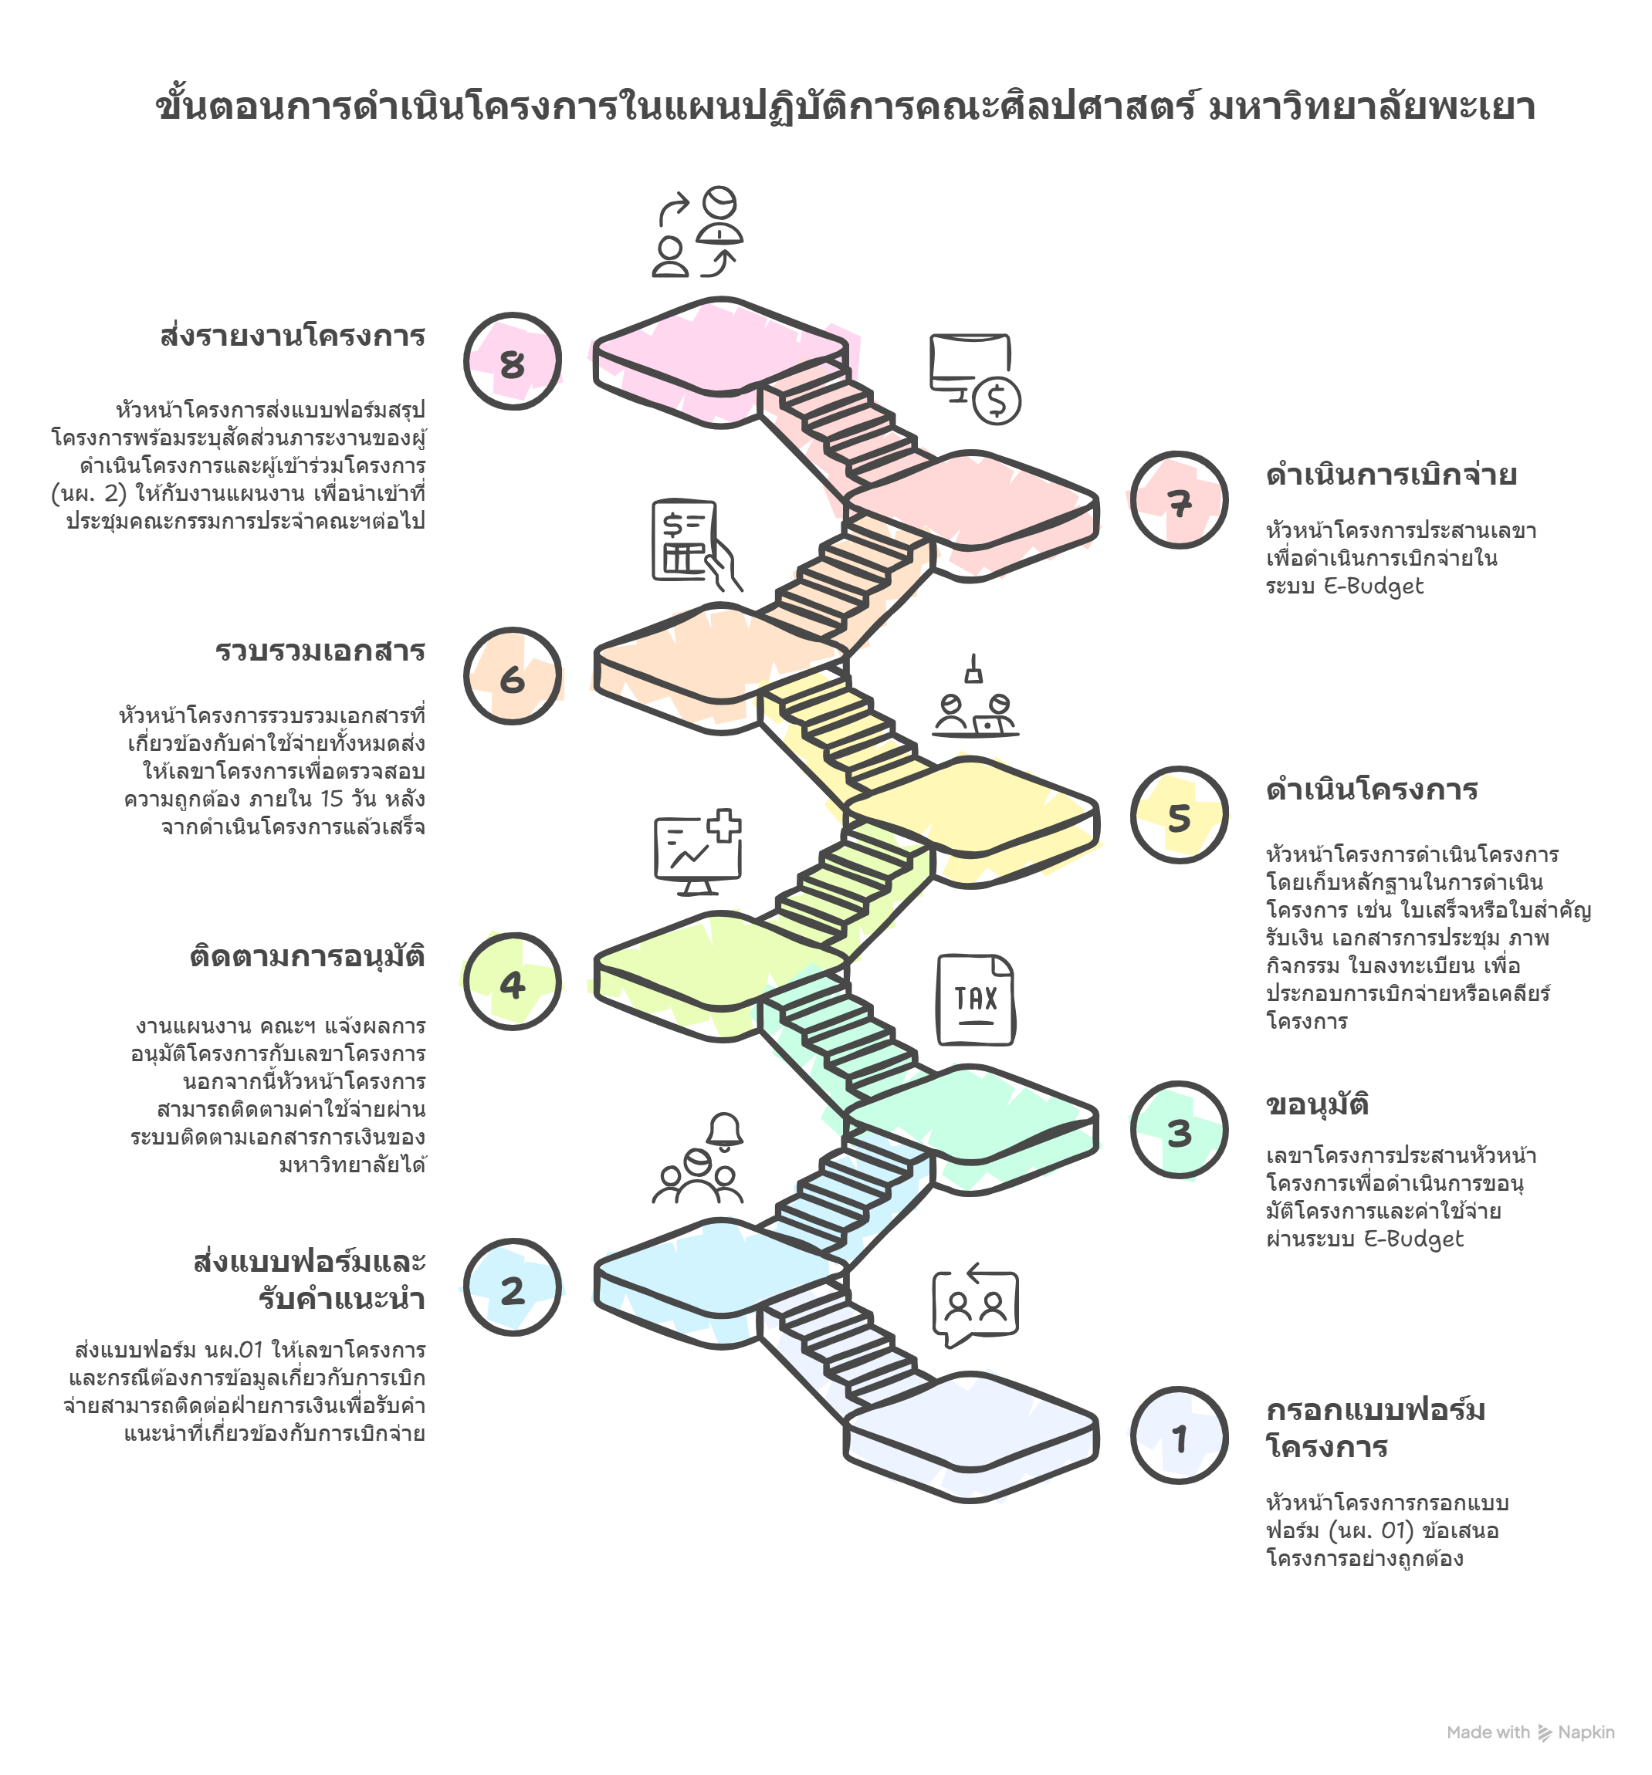 ขั้นตอนการดำเนินโครงการในแผนปฏิบัติการคณะศิลปศาสตร์ มหาวิทยาลัยพะเยา
ส่งรายงานโครงการ
8
หัวหน้าโครงการส่งแบบฟอร์มสรุป
โครงการพร้อมระบุสัดส่วนภาระงานของผู้
ดำเนินโครงการและผู้เข้าร่วมโครงการ
(นผ. 2) ให้กับงานแผนงาน เพื่อนำเข้าที่
ประชุมคณะกรรมการประจำคณะฯต่อไป
$
7
ดำเนินการเบิกจ่าย
หัวหน้าโครงการประสานเลขา
เพื่อดำเนินการเบิกจ่ายใน
ระบบ E-Budget
$
รวบรวมเอกสาร
6
หัวหน้าโครงการรวบรวมเอกสารที่
เกี่ยวข้องกับค่าใช้จ่ายทั้งหมดส่ง
ให้เลขาโครงการเพื่อตรวจสอบ
ความถูกต้อง ภายใน 15 วัน หลัง
จากดำเนินโครงการแล้วเสร็จ
5
ดำเนินโครงการ
หัวหน้าโครงการดำเนินโครงการ
โดยเก็บหลักฐานในการดำเนิน
โครงการ เช่น ใบเสร็จหรือใบสำคัญ
รับเงิน เอกสารการประชุม ภาพ
กิจกรรม ใบลงทะเบียน เพื่อ
ประกอบการเบิกจ่ายหรือเคลียร์
โครงการ
ติดตามการอนุมัติ
4
งานแผนงาน คณะฯ แจ้งผลการ
อนุมัติโครงการกับเลขาโครงการ
นอกจากนี้หัวหน้าโครงการ
สามารถติดตามค่าใช้จ่ายผ่าน
ระบบติดตามเอกสารการเงินของ
มหาวิทยาลัยได้
TAX
3
ขอนุมัติ
เลขาโครงการประสานหัวหน้า
โครงการเพื่อดำเนินการขอนุ
มัติโครงการและค่าใช้จ่าย
ผ่านระบบ E-Budget
ส่งแบบฟอร์มและ
รับคำแนะนำ
2
ส่งแบบฟอร์ม นผ.01 ให้เลขาโครงการ
และกรณีต้องการข้อมูลเกี่ยวกับการเบิก
จ่ายสามารถติดต่อฝ่ายการเงินเพื่อรับคำ
แนะนำที่เกี่ยวข้องกับการเบิกจ่าย
1
กรอกแบบฟอร์ม
โครงการ
หัวหน้าโครงการกรอกแบบ
ฟอร์ม (นผ. 01) ข้อเสนอ
โครงการอย่างถูกต้อง
Made with Napkin